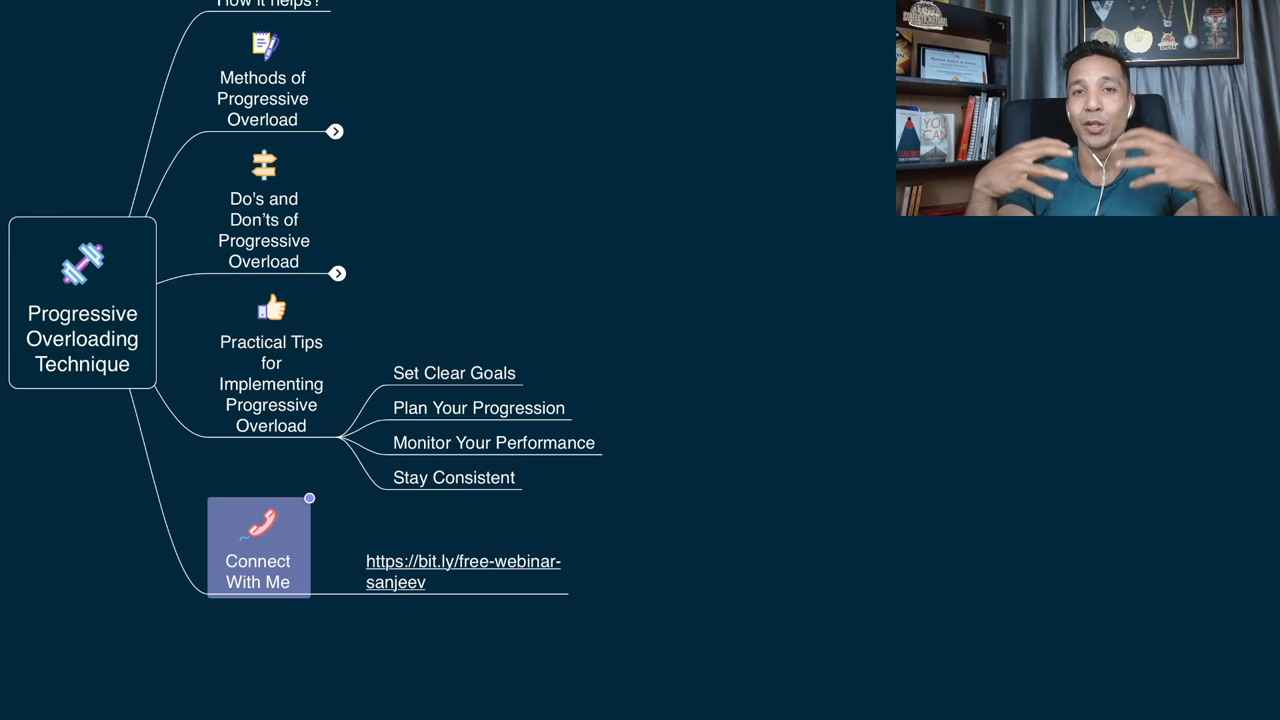 How it helps?
Methods of
Progressive
Overload
Do's and
Don’ts of
Progressive
Overload
Progressive
Overloading
Technique
Practical Tips
for
Implementing
Progressive
Overload
Set Clear Goals
Plan Your Progression
Monitor Your Performance
Stay Consistent
Connect
With Me
https://bit.ly/free-webinar-
sanjeev
YOU
CAN